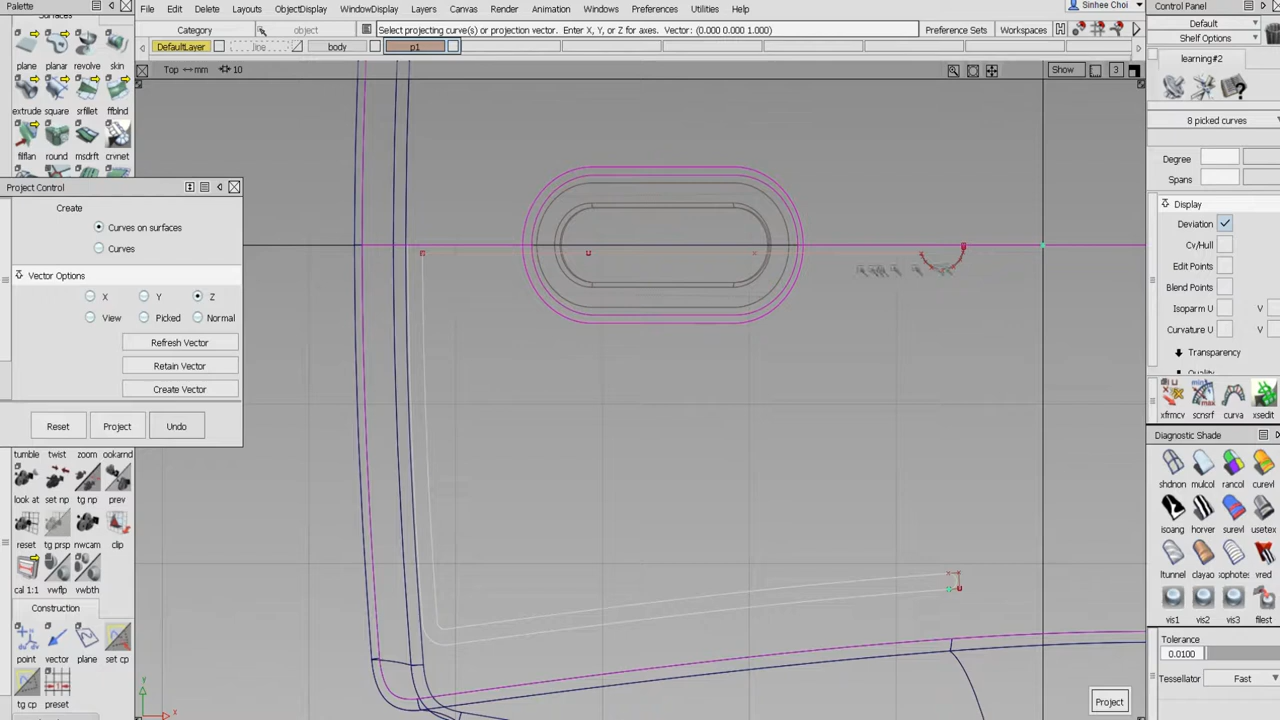 Palette
File Edit Delete Layouts ObjectDisplay WindowDisplay Layers Canvas Render Animation Windows Preferences Utilities Sinhee Choi
Control Panel
Surfaces
Category object Select projecting curve(s) or projection vector. Enter X, Y, or Z for axes. Vector: (0.000 0.000 1.000) Preference Sets Workspaces
Default
Shelf Options
DefaultLayer line body p1
plane planar revolve skin
Top mm 10 Show 3
learning#2
extrude square srfillet ffblnd
8 picked curves
filflan round msdrft crvnet
Degree
Spans
Project Control
Display
Create
Curves on surfaces
Curves
Deviation
Cv/Hull
Edit Points
Blend Points
Vector Options
X Y Z
View Picked Normal
Isoparm U V
Curvature U V
Refresh Vector
Transparency
Retain Vector
Create Vector
xfrmcv scnsrf curva xsedit
Reset Project Undo
Diagnostic Shade
tumble twist zoom
look at set np tg np prev
shdnon mulcol rancol curevl
reset tg prsp nwcam clip
isoang horver surevl
cal 1:1 vwbth
ltunnel clayao sophotes vred
Construction
vis1 vis2 vis3 filest
point vector plane set cp
Tolerance
0.0100
Tessellator Fast
tg cp preset
y
x
Project